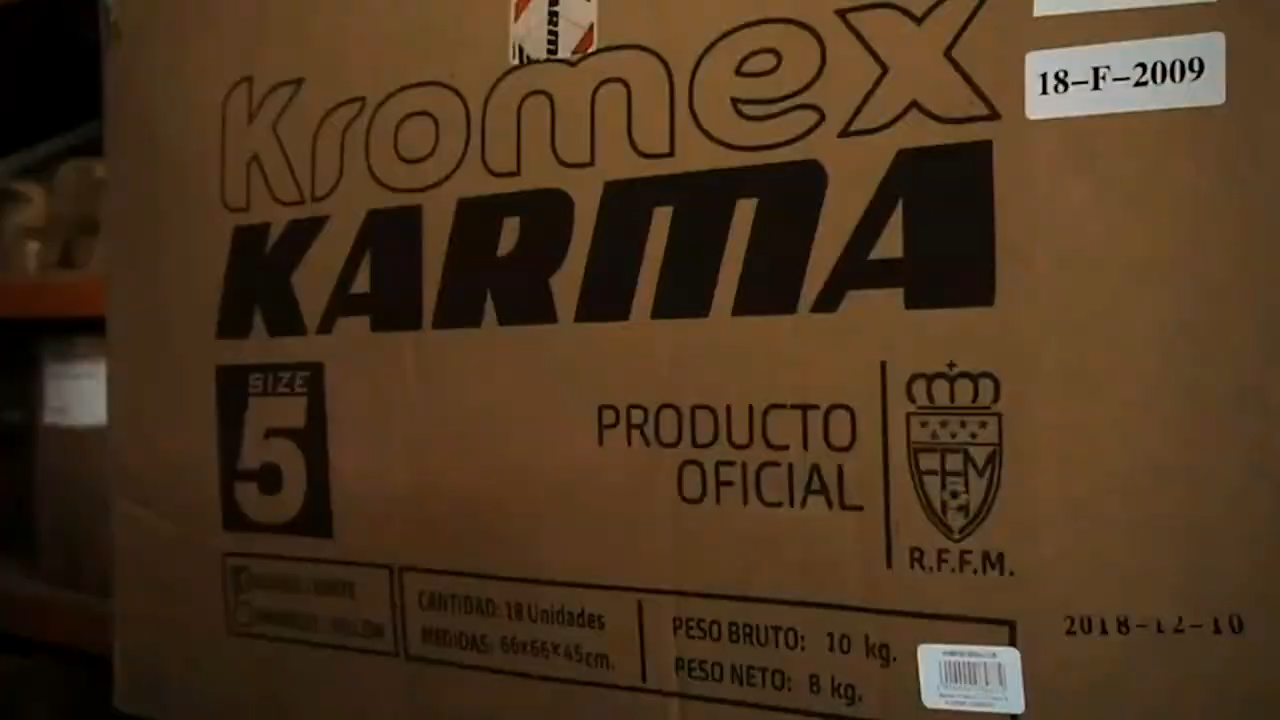 KARMA
Kromex
18-F-2009
KARMA
SIZE
5
PRODUCTO
OFICIAL
FFM
R.F.F.M.
CANTIDAD: 18 Unidades
MEDIDAS: 66x66x45cm.
PESO BRUTO: 10 kg.
PESO NETO: 8 kg.
2018-12-10